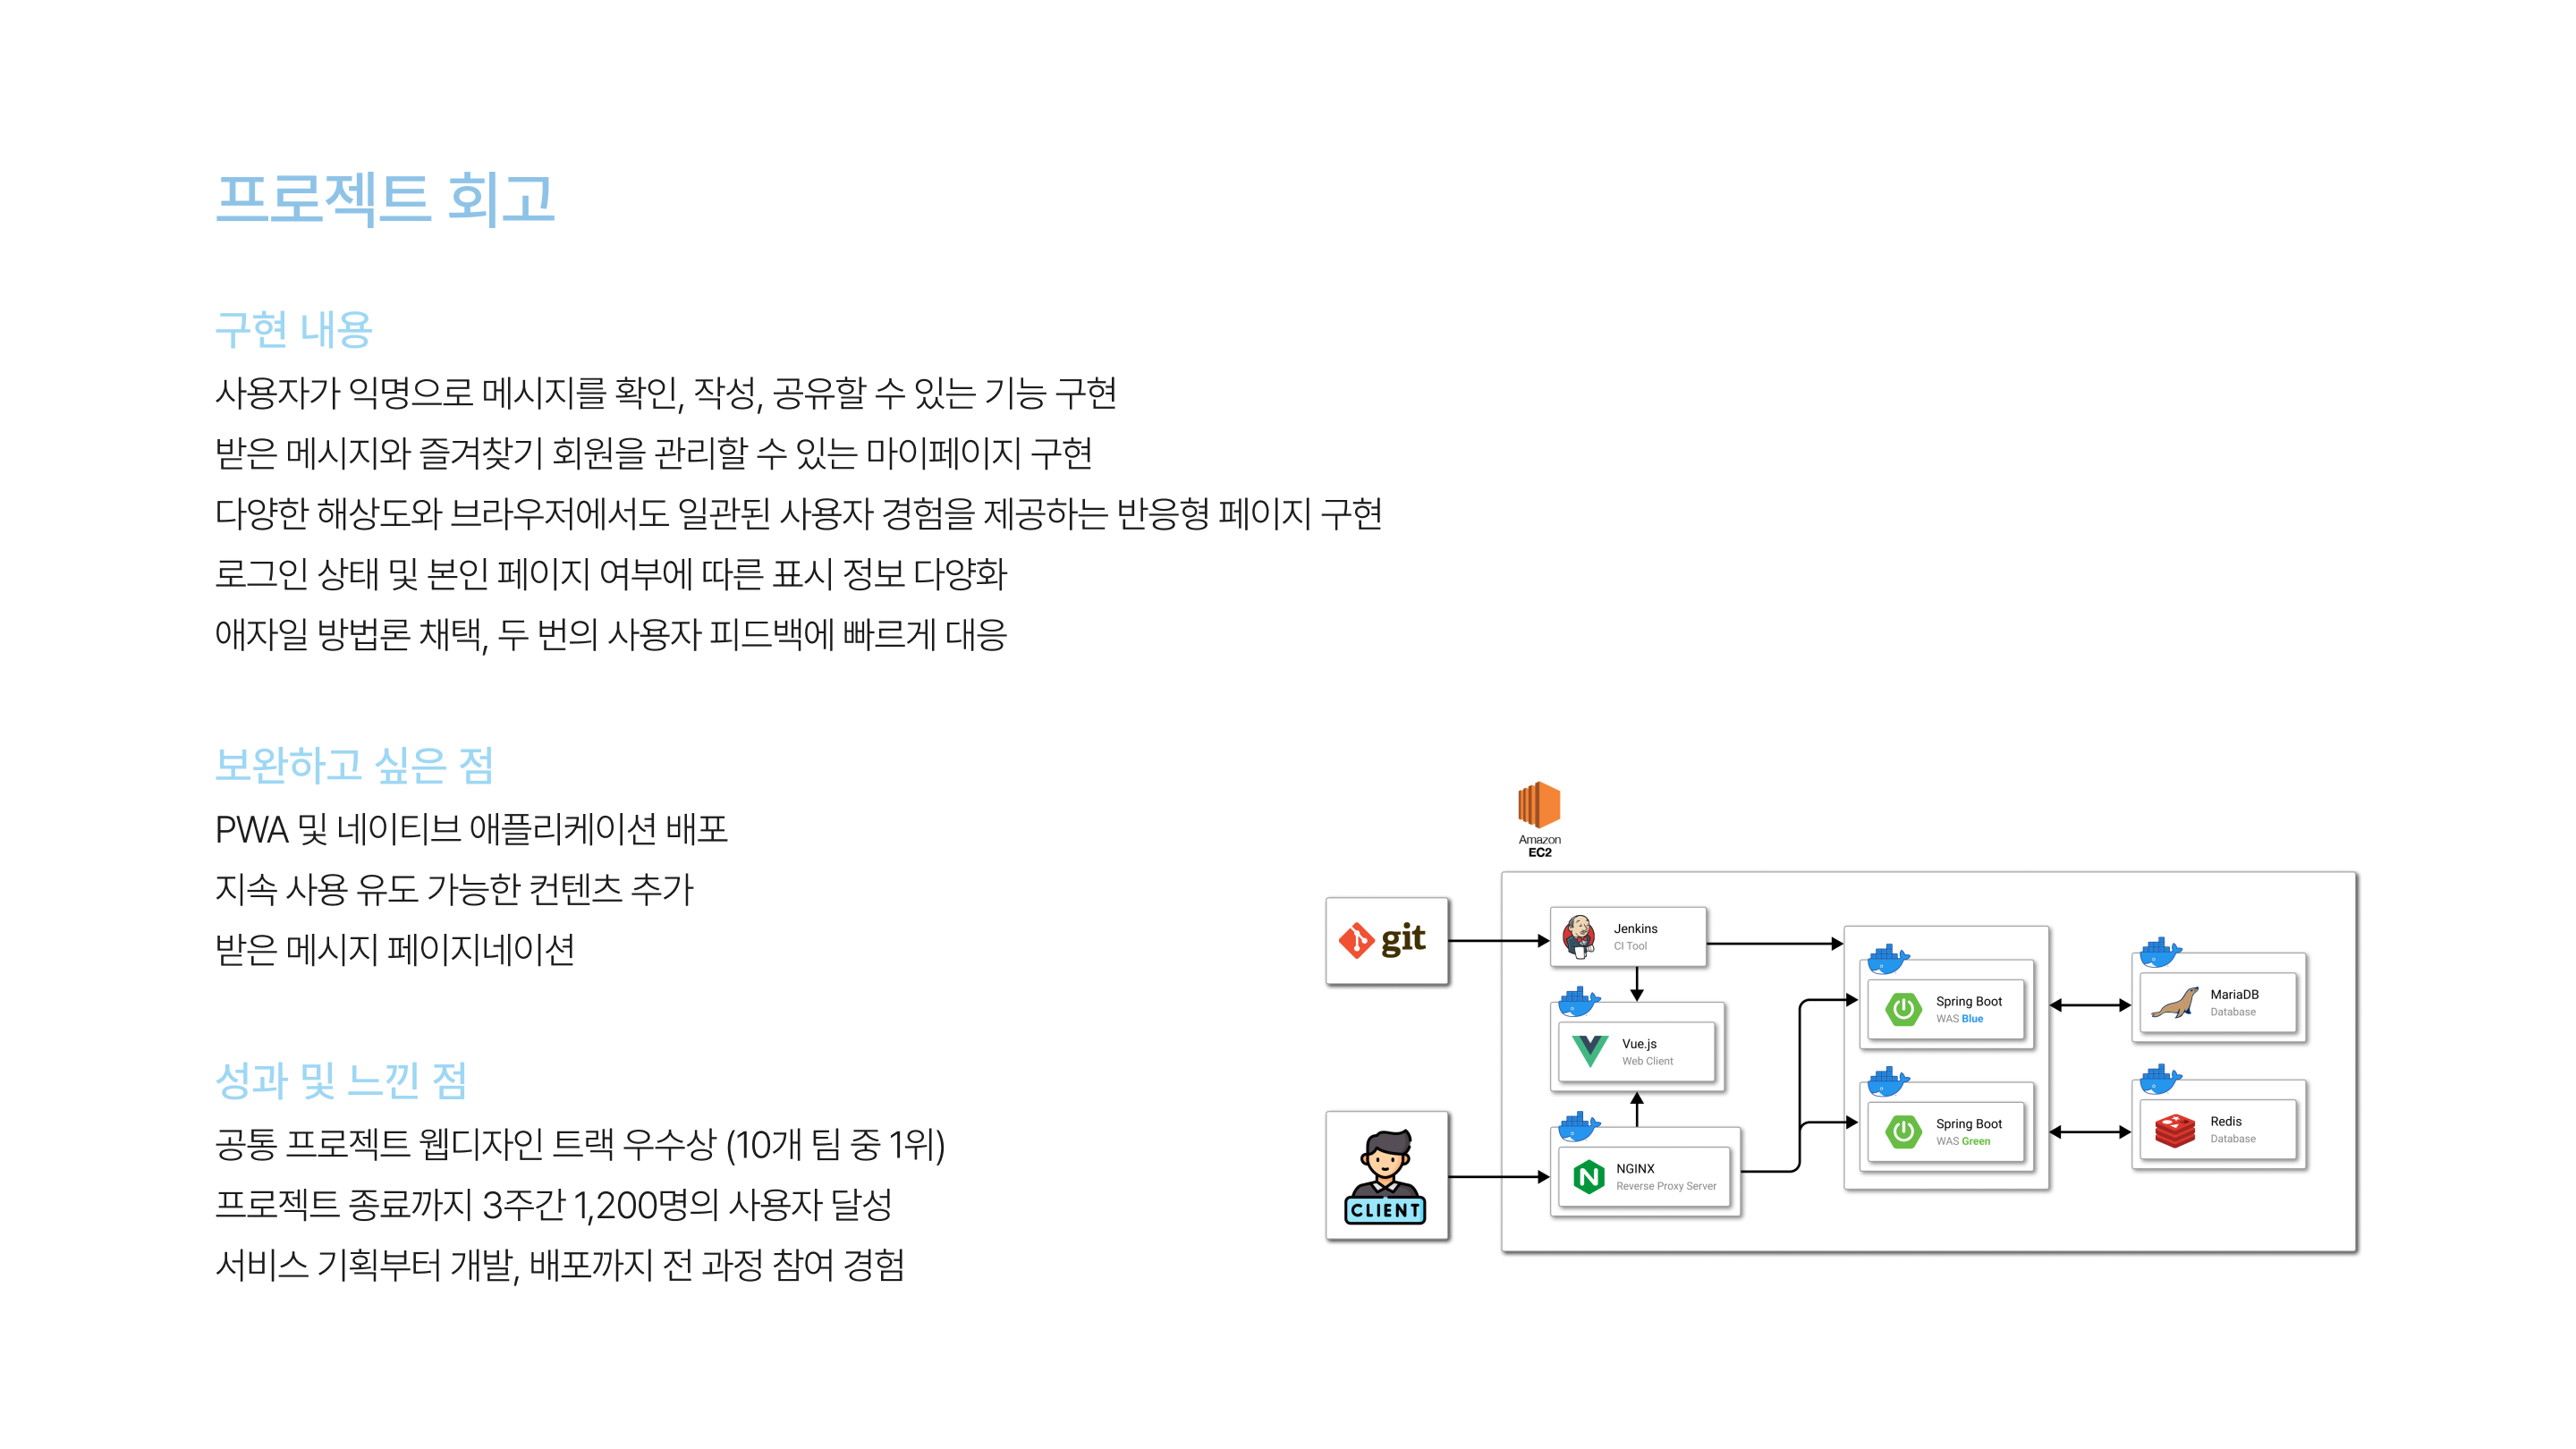 프로젝트 회고
구현 내용
사용자가 익명으로 메시지를 확인, 작성, 공유할 수 있는 기능 구현
받은 메시지와 즐겨찾기 회원을 관리할 수 있는 마이페이지 구현
다양한 해상도와 브라우저에서도 일관된 사용자 경험을 제공하는 반응형 페이지 구현
로그인 상태 및 본인 페이지 여부에 따른 표시 정보 다양화
애자일 방법론 채택, 두 번의 사용자 피드백에 빠르게 대응
보완하고 싶은 점
PWA 및 네이티브 애플리케이션 배포
지속 사용 유도 가능한 컨텐츠 추가
받은 메시지 페이지네이션
성과 및 느낀 점
공통 프로젝트 웹디자인 트랙 우수상 (10개 팀 중 1위)
프로젝트 종료까지 3주간 1,200명의 사용자 달성
서비스 기획부터 개발, 배포까지 전 과정 참여 경험
Amazon
EC2
git
Jenkins
CI Tool
Vue.js
Web Client
CLIENT
NGINX
Reverse Proxy Server
Spring Boot
WAS Blue
Spring Boot
WAS Green
MariaDB
Database
Redis
Database